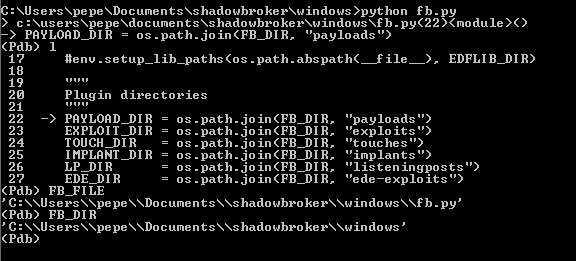 C:\Users\pepe\Documents\shadowbroker\windows>python fb.py
> c:\users\pepe\documents\shadowbroker\windows\fb.py(22)(module)()
-> PAYLOAD_DIR = os.path.join(FB_DIR, "payloads")
(Pdb) l
17 #env.setup_lib_paths(os.path.abspath(__file__), EDFLIB_DIR)
18
19 """
20 Plugin directories
21 """
22 -> PAYLOAD_DIR = os.path.join(FB_DIR, "payloads")
23 EXPLOIT_DIR = os.path.join(FB_DIR, "exploits")
24 TOUCH_DIR = os.path.join(FB_DIR, "touches")
25 IMPLANT_DIR = os.path.join(FB_DIR, "implants")
26 LP_DIR = os.path.join(FB_DIR, "listeningposts")
27 EDE_DIR = os.path.join(FB_DIR, "ede-exploits")
(Pdb) FB_FILE
'C:\\Users\\pepe\\Documents\\shadowbroker\\windows\\fb.py'
(Pdb) FB_DIR
'C:\\Users\\pepe\\Documents\\shadowbroker\\windows'
(Pdb)